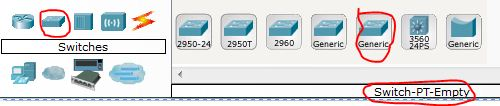 2950-24
2950T
2960
Generic
Generic
3560
24PS
Generic
Switches
Switch-PT-Empty